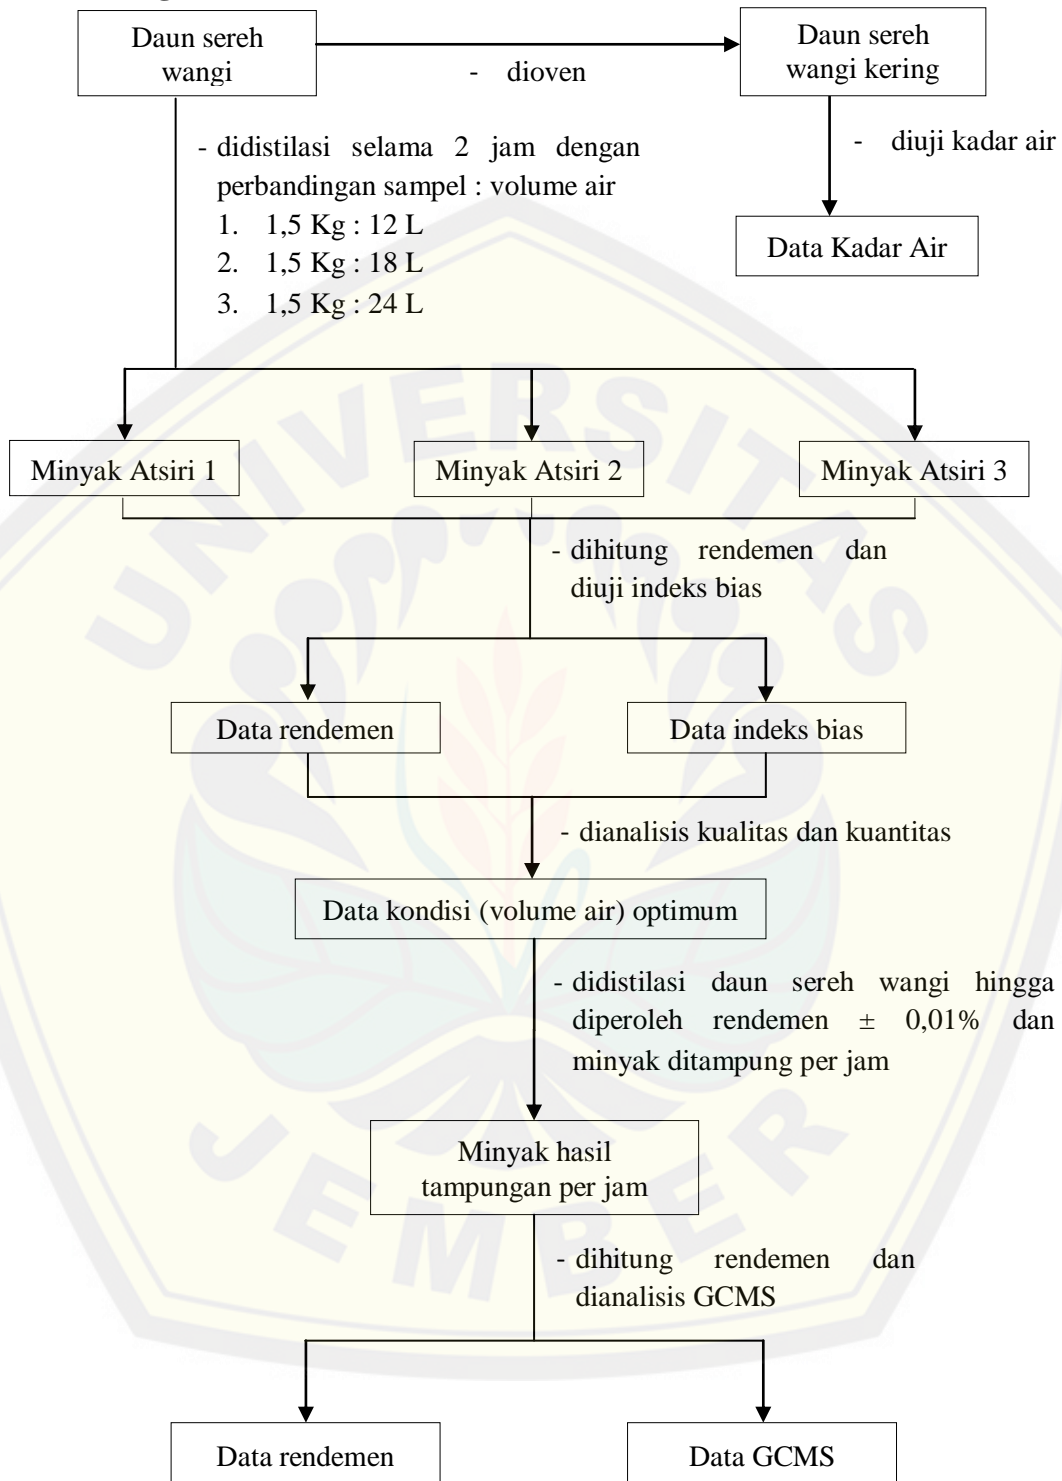 Daun sereh
wangi
- dioven
Daun sereh
wangi kering
- didistilasi selama 2 jam dengan
perbandingan sampel : volume air
1. 1,5 Kg : 12 L
2. 1,5 Kg : 18 L
3. 1,5 Kg : 24 L
- diuji kadar air
Data Kadar Air
Minyak Atsiri 1
Minyak Atsiri 2
Minyak Atsiri 3
- dihitung rendemen dan
diuji indeks bias
Data rendemen
Data indeks bias
- dianalisis kualitas dan kuantitas
Data kondisi (volume air) optimum
- didistilasi daun sereh wangi hingga
diperoleh rendemen ± 0,01% dan
minyak ditampung per jam
Minyak hasil
tampungan per jam
- dihitung rendemen dan
dianalisis GCMS
Data rendemen
Data GCMS
UNIVERSITAS
JEMBER